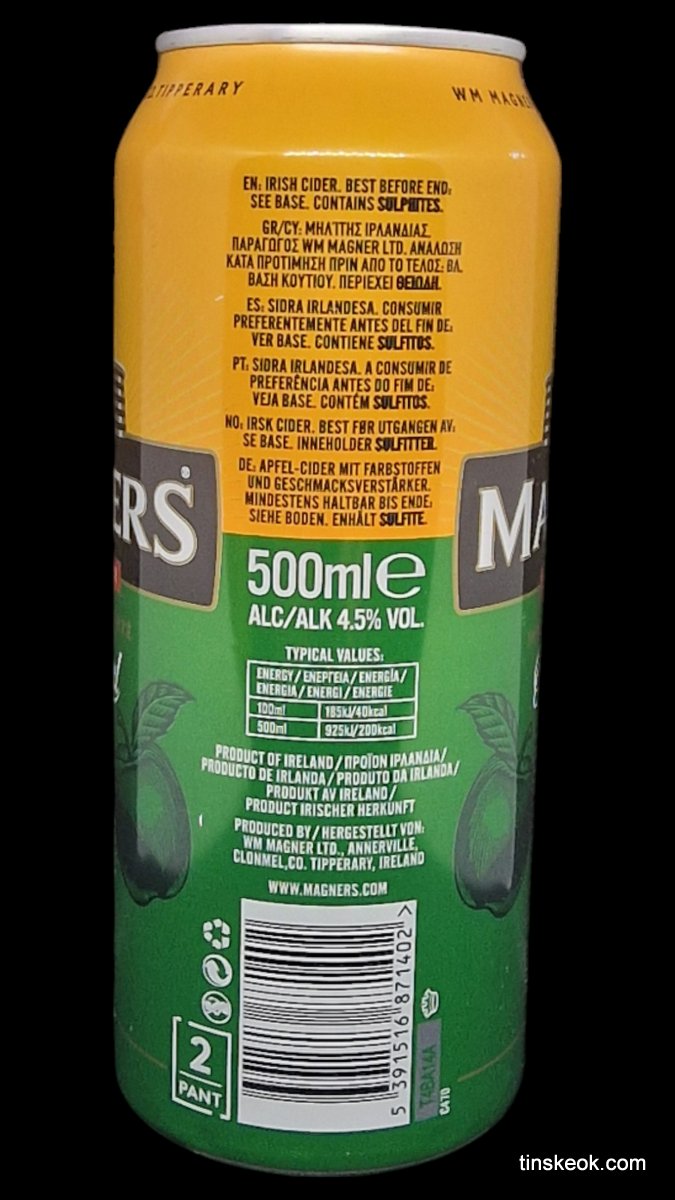 TIPPERARY
WM MAGNE
EN: IRISH CIDER. BEST BEFORE END:
SEE BASE. CONTAINS SULPHITES.
GR/CY: ΜΗΛΙΤΗΣ ΙΡΛΑΝΔΙΑΣ.
ΠΑΡΑΓΩΓΟΣ WM MAGNER LTD. ΑΝΑΛΩΣΗ
ΚΑΤΑ ΠΡΟΤΙΜΗΣΗ ΠΡΙΝ ΑΠΟ ΤΟ ΤΕΛΟΣ: ΒΛ.
ΒΑΣΗ ΚΟΥΤΙΟΥ. ΠΕΡΙΕΧΕΙ ΘΕΙΩΔΗ.
ES: SIDRA IRLANDESA. CONSUMIR
PREFERENTEMENTE ANTES DEL FIN DE:
VER BASE. CONTIENE SULFITOS.
PT: SIDRA IRLANDESA. A CONSUMIR DE
PREFERÊNCIA ANTES DO FIM DE:
VEJA BASE. CONTÉM SULFITOS.
NO: IRSK CIDER. BEST FØR UTGANGEN AV:
SE BASE. INNEHOLDER SULFITTER.
DE: APFEL-CIDER MIT FARBSTOFFEN
UND GESCHMACKSVERSTÄRKER.
MINDESTENS HALTBAR BIS ENDE:
SIEHE BODEN. ENHÄLT SULFITE.
ERS
MA
500ml e
ALC/ALK 4.5% VOL.
TYPICAL VALUES:
ENERGY/ΕΝΕΡΓΕΙΑ/ENERGÍA/
ENERGIA/ENERGI/ENERGIE
100ml 185kJ/40kcal
500ml 925kJ/200kcal
PRODUCT OF IRELAND/ΠΡΟΪΟΝ ΙΡΛΑΝΔΙΑ/
PRODUCTO DE IRLANDA/PRODUTO DA IRLANDA/
PRODUKT AV IRELAND/
PRODUCT IRISCHER HERKUNFT
PRODUCED BY/HERGESTELLT VON:
WM MAGNER LTD., ANNERVILLE,
CLONMEL,CO. TIPPERARY, IRELAND
WWW.MAGNERS.COM
2
PANT
5 391516 871402 >
T4BA14A
C470
tinskeok.com